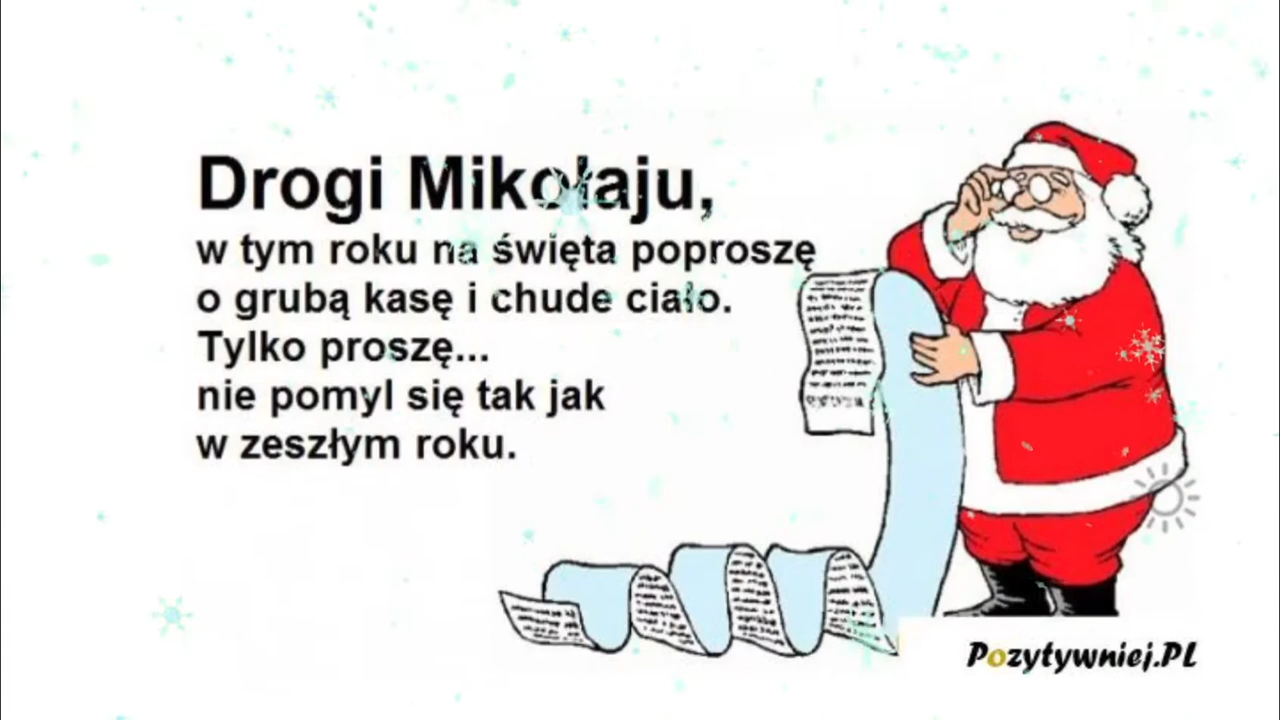 Drogi Mikołaju,
w tym roku na święta poproszę
o grubą kasę i chude ciało.
Tylko proszę...
nie pomyl się tak jak
w zeszłym roku.
Pozytywniej.PL